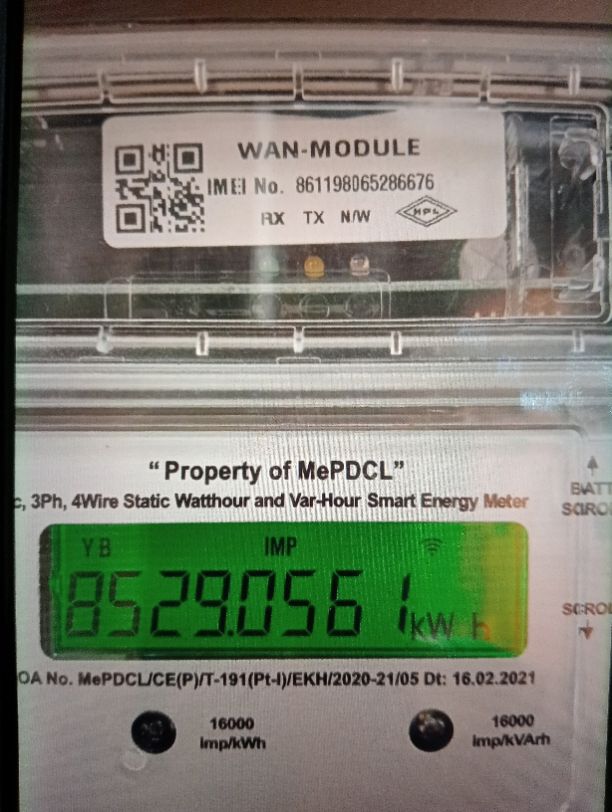 WAN-MODULE
IMEI No. 861198065286676
RX TX N/W HPL
"Property of MePDCL"
c, 3Ph, 4Wire Static Watthour and Var-Hour Smart Energy Meter
BATT
SCRO
Y B IMP
8529.0561 kWh
SCRO
OA No. MePDCL/CE(P)/T-191(Pt-I)/EKH/2020-21/05 Dt: 16.02.2021
16000
Imp/kWh
16000
Imp/kVArh